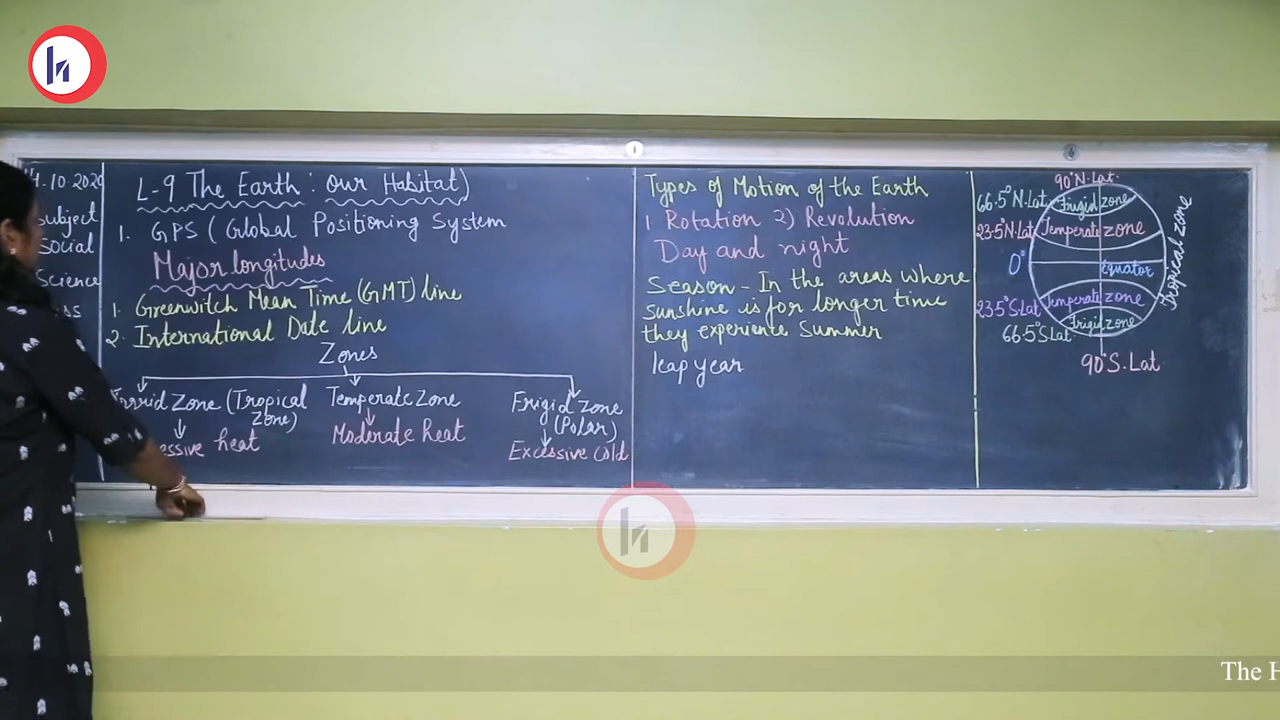 14.10.2020
Subject
Social
Science
L-9 The Earth : Our Habitat)
1. GPS ( Global Positioning System
Major longitudes
1. Greenwitch Mean Time (GMT) line
2. International Date line
Zones
Torrid Zone (Tropical Zone)
heat
Temperate Zone
Moderate heat
Frigid Zone (Polar)
Excessive cold
Types of Motion of the Earth
1 Rotation 2) Revolution
Day and night
Season - In the areas where
sunshine is for longer time
they experiente Summer
leap year
90°N.Lat.
66.5°N.Lat.
Frigid zone
23.5°N.Lat
Temperate zone
0°
equator
Tropical zone
23.5°S.Lat.
Temperate zone
66.5°S.Lat.
Frigid zone
90°S.Lat.
The